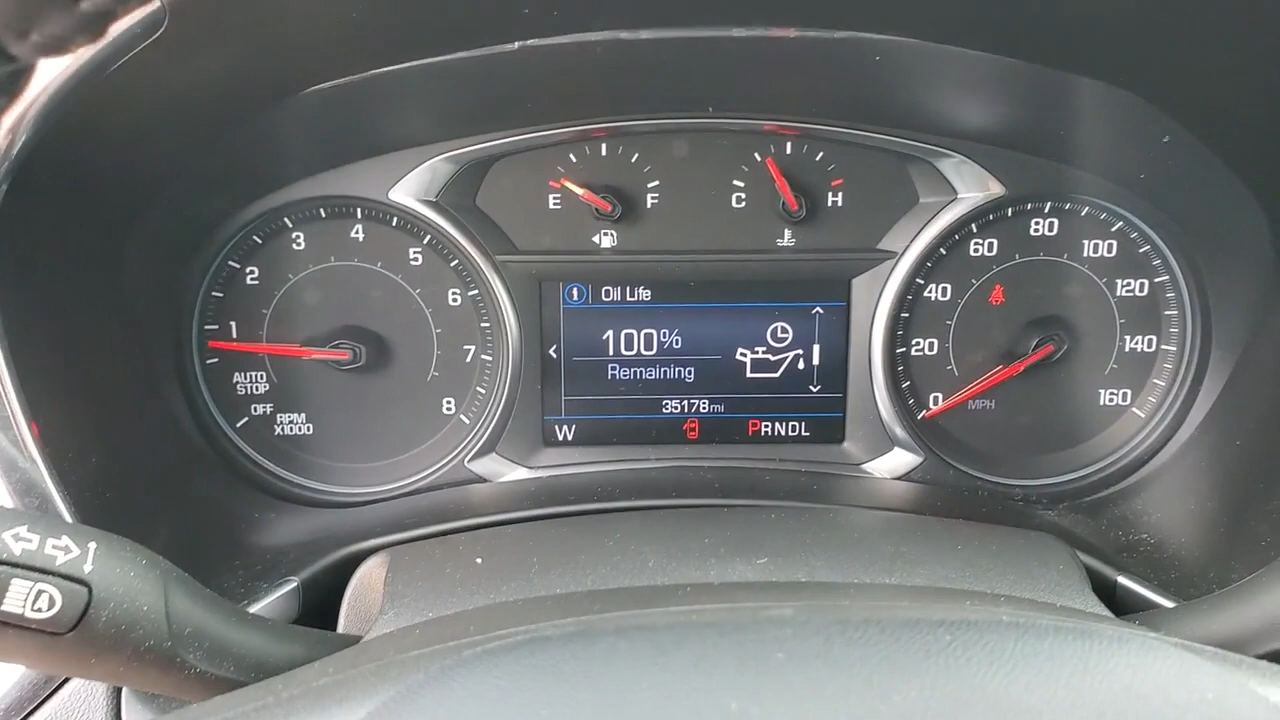 E F
C H
1
2
3
4
5
6
7
8
AUTO
STOP
OFF
RPM
X1000
i Oil Life
100%
Remaining
35178mi
W PRNDL
0
20
40
60
80
100
120
140
160
MPH
A